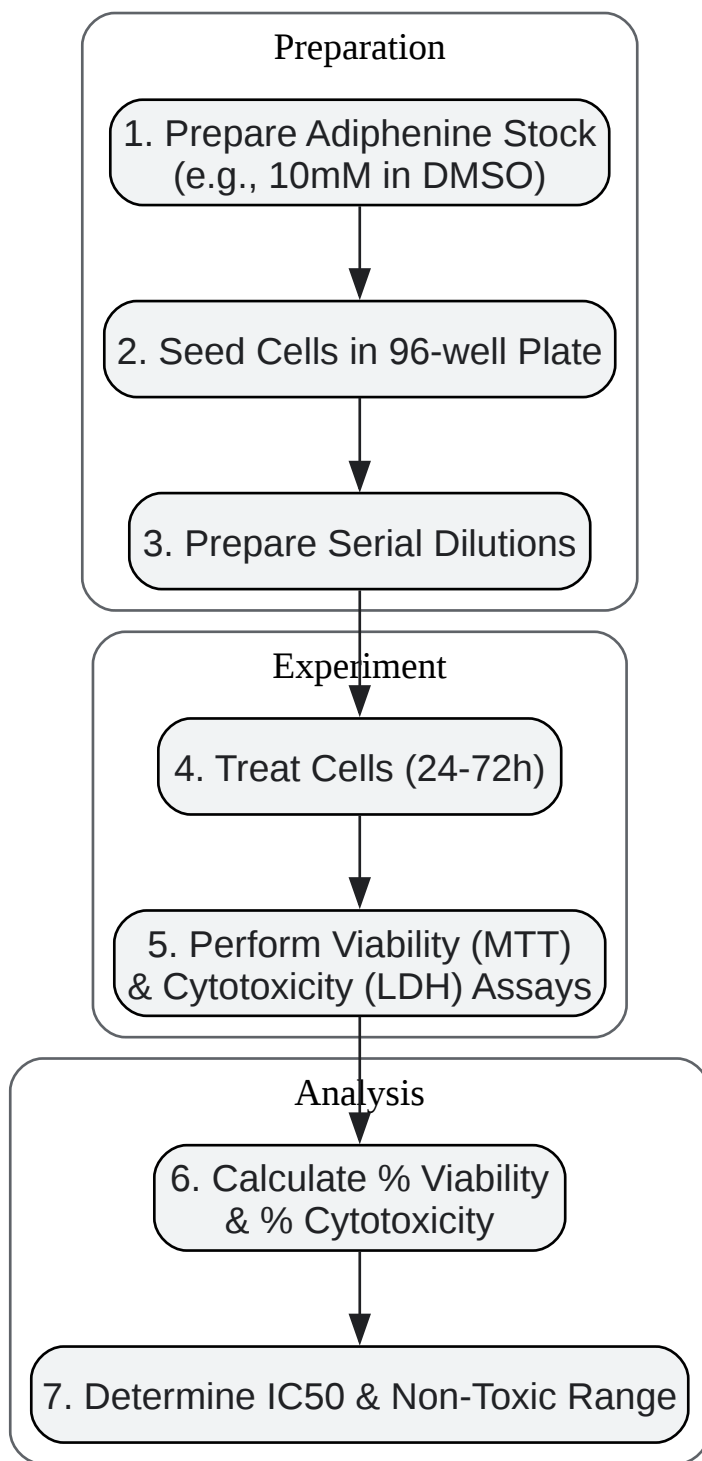 Preparation
1. Prepare Adiphenine Stock
(e.g., 10mM in DMSO)
2. Seed Cells in 96-well Plate
3. Prepare Serial Dilutions
Experiment
4. Treat Cells (24-72h)
5. Perform Viability (MTT)
& Cytotoxicity (LDH) Assays
Analysis
6. Calculate % Viability
& % Cytotoxicity
7. Determine IC50 & Non-Toxic Range